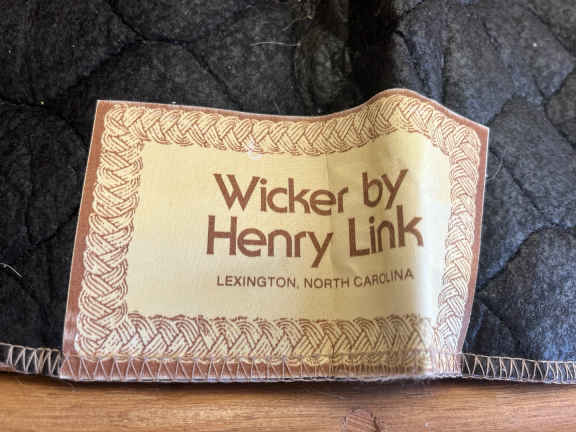 Wicker by
Henry Link
LEXINGTON, NORTH CAROLINA